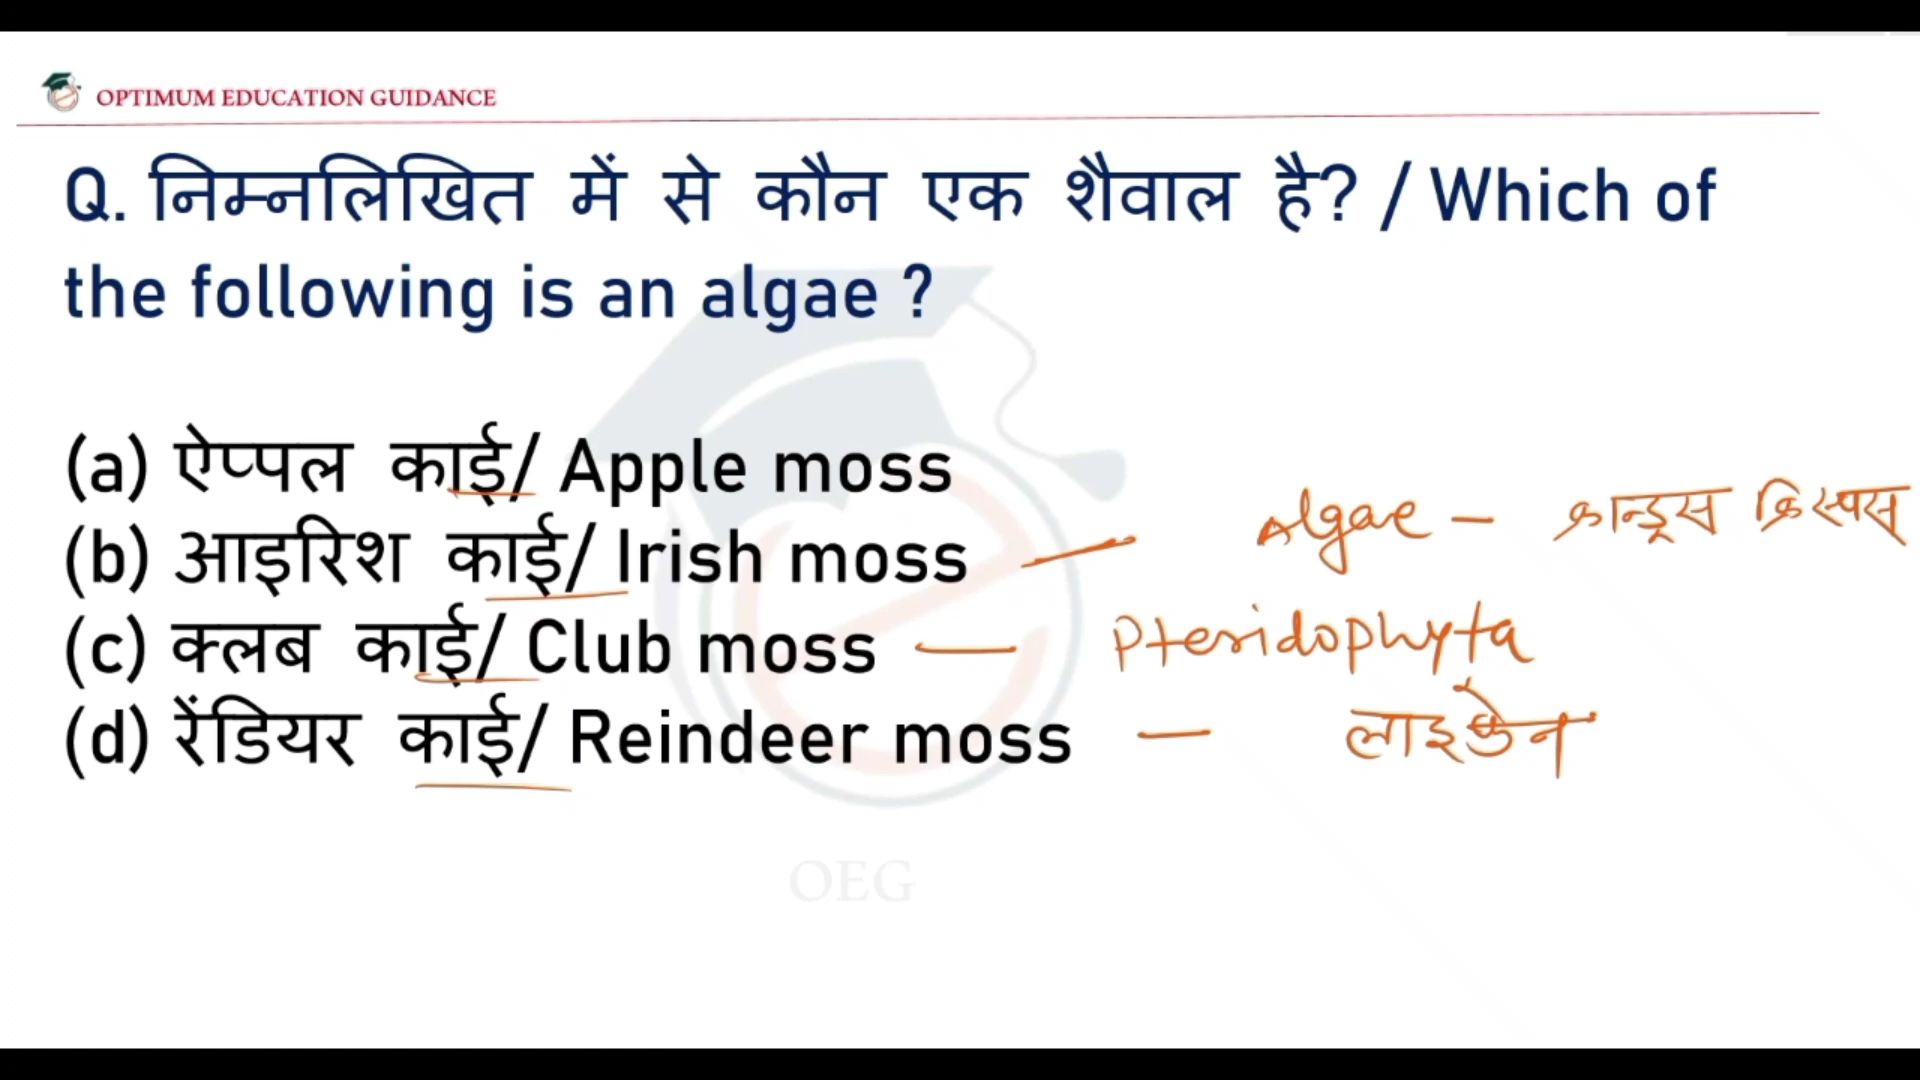 OPTIMUM EDUCATION GUIDANCE
Q. निम्नलिखित में से कौन एक शैवाल है? / Which of
the following is an algae ?
(a) ऐप्पल काई/ Apple moss
(b) आइरिश काई/ Irish moss — Algae — क्रान्ड्रस क्रिस्पस
(c) क्लब काई/ Club moss — Pteridophyta
(d) रेंडियर काई/ Reindeer moss — लाइकेन
OEG